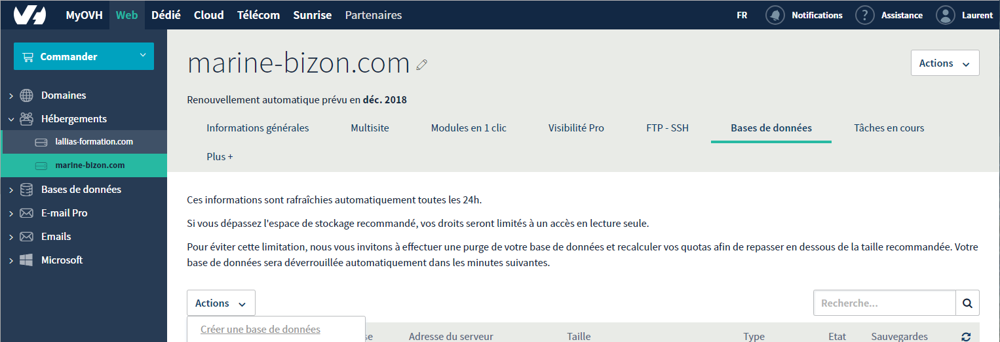 MyOVH Web Dédié Cloud Télécom Sunrise Partenaires FR Notifications ? Assistance Laurent
Commander
Domaines
Hébergements
lallias-formation.com
marine-bizon.com
Bases de données
E-mail Pro
Emails
Microsoft
marine-bizon.com
Actions
Renouvellement automatique prévu en déc. 2018
Informations générales Multisite Modules en 1 clic Visibilité Pro FTP - SSH Bases de données Tâches en cours
Plus +
Ces informations sont rafraîchies automatiquement toutes les 24h.
Si vous dépassez l'espace de stockage recommandé, vos droits seront limités à un accès en lecture seule.
Pour éviter cette limitation, nous vous invitons à effectuer une purge de votre base de données et recalculer vos quotas afin de repasser en dessous de la taille recommandée. Votre
base de données sera déverrouillée automatiquement dans les minutes suivantes.
Actions
Recherche...
Créer une base de données
Adresse du serveur Taille Type Etat Sauvegardes